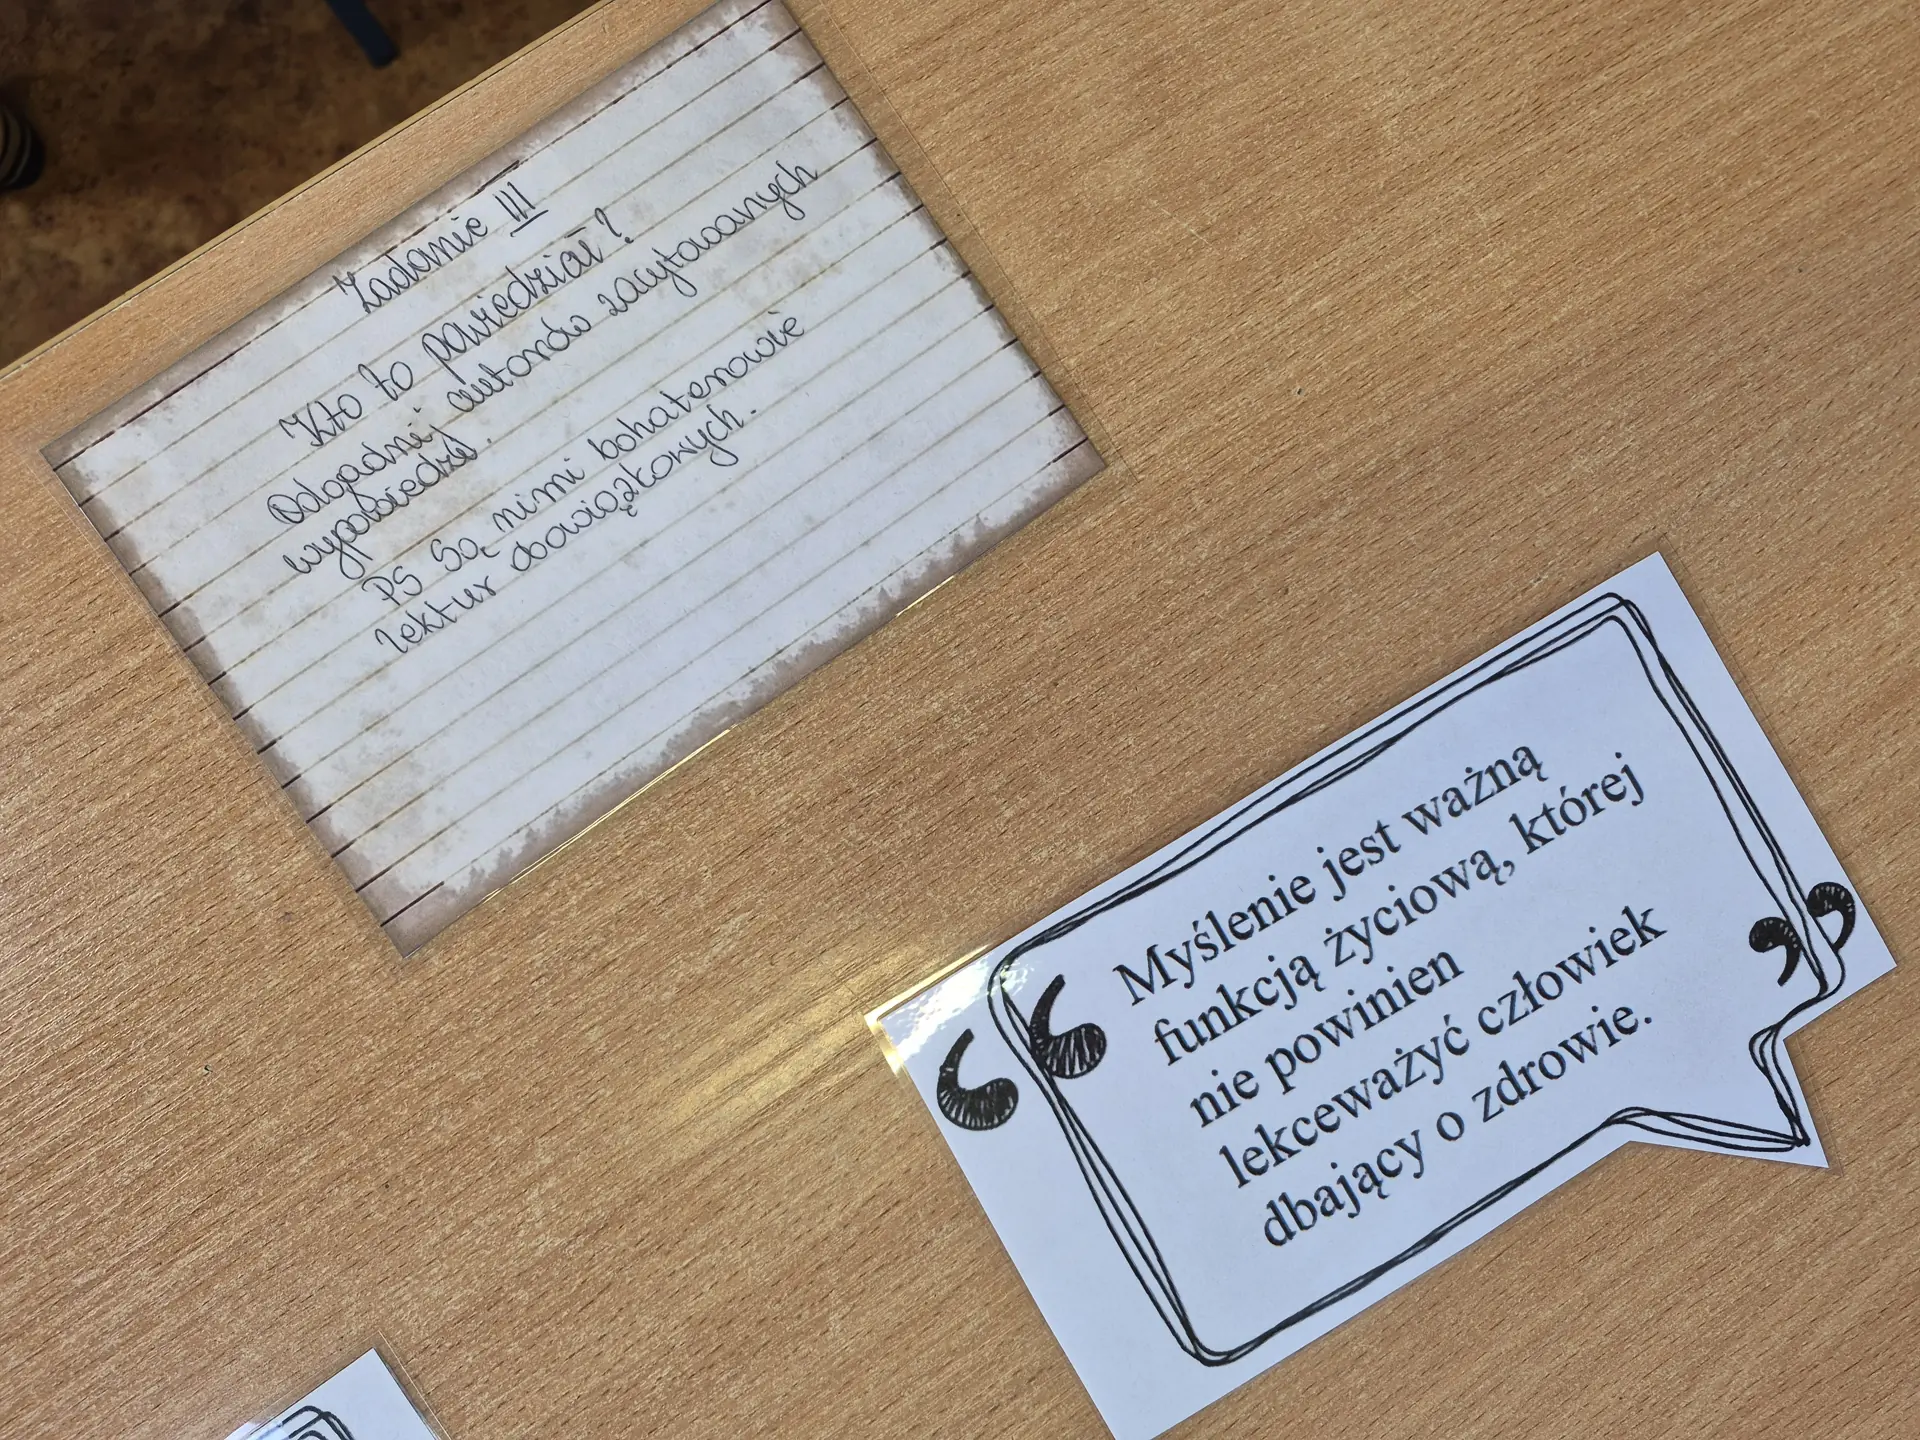 Zadanie III
Kto to powiedział?
Odgadnij autorów zacytowanych
wypowiedzi.
PS Są nimi bohaterowie
lektur obowiązkowych.
Myślenie jest ważną
funkcją życiową, której
nie powinien
lekceważyć człowiek
dbający o zdrowie.